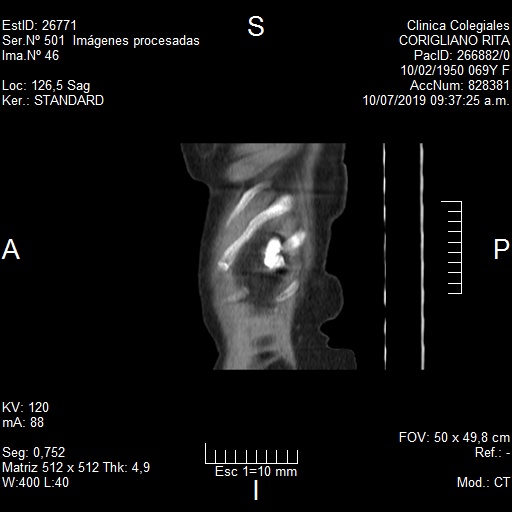 EstID: 26771
Ser.Nº 501 Imágenes procesadas
Ima.Nº 46
Loc: 126,5 Sag
Ker.: STANDARD
S
Clinica Colegiales
CORIGLIANO RITA
PacID: 266882/0
10/02/1950 069Y F
AccNum: 828381
10/07/2019 09:37:25 a.m.
A
P
KV: 120
mA: 88
Seg: 0,752
Matriz 512 x 512 Thk: 4,9
W:400 L:40
Esc 1=10 mm
I
FOV: 50 x 49,8 cm
Ref.: -
Mod.: CT